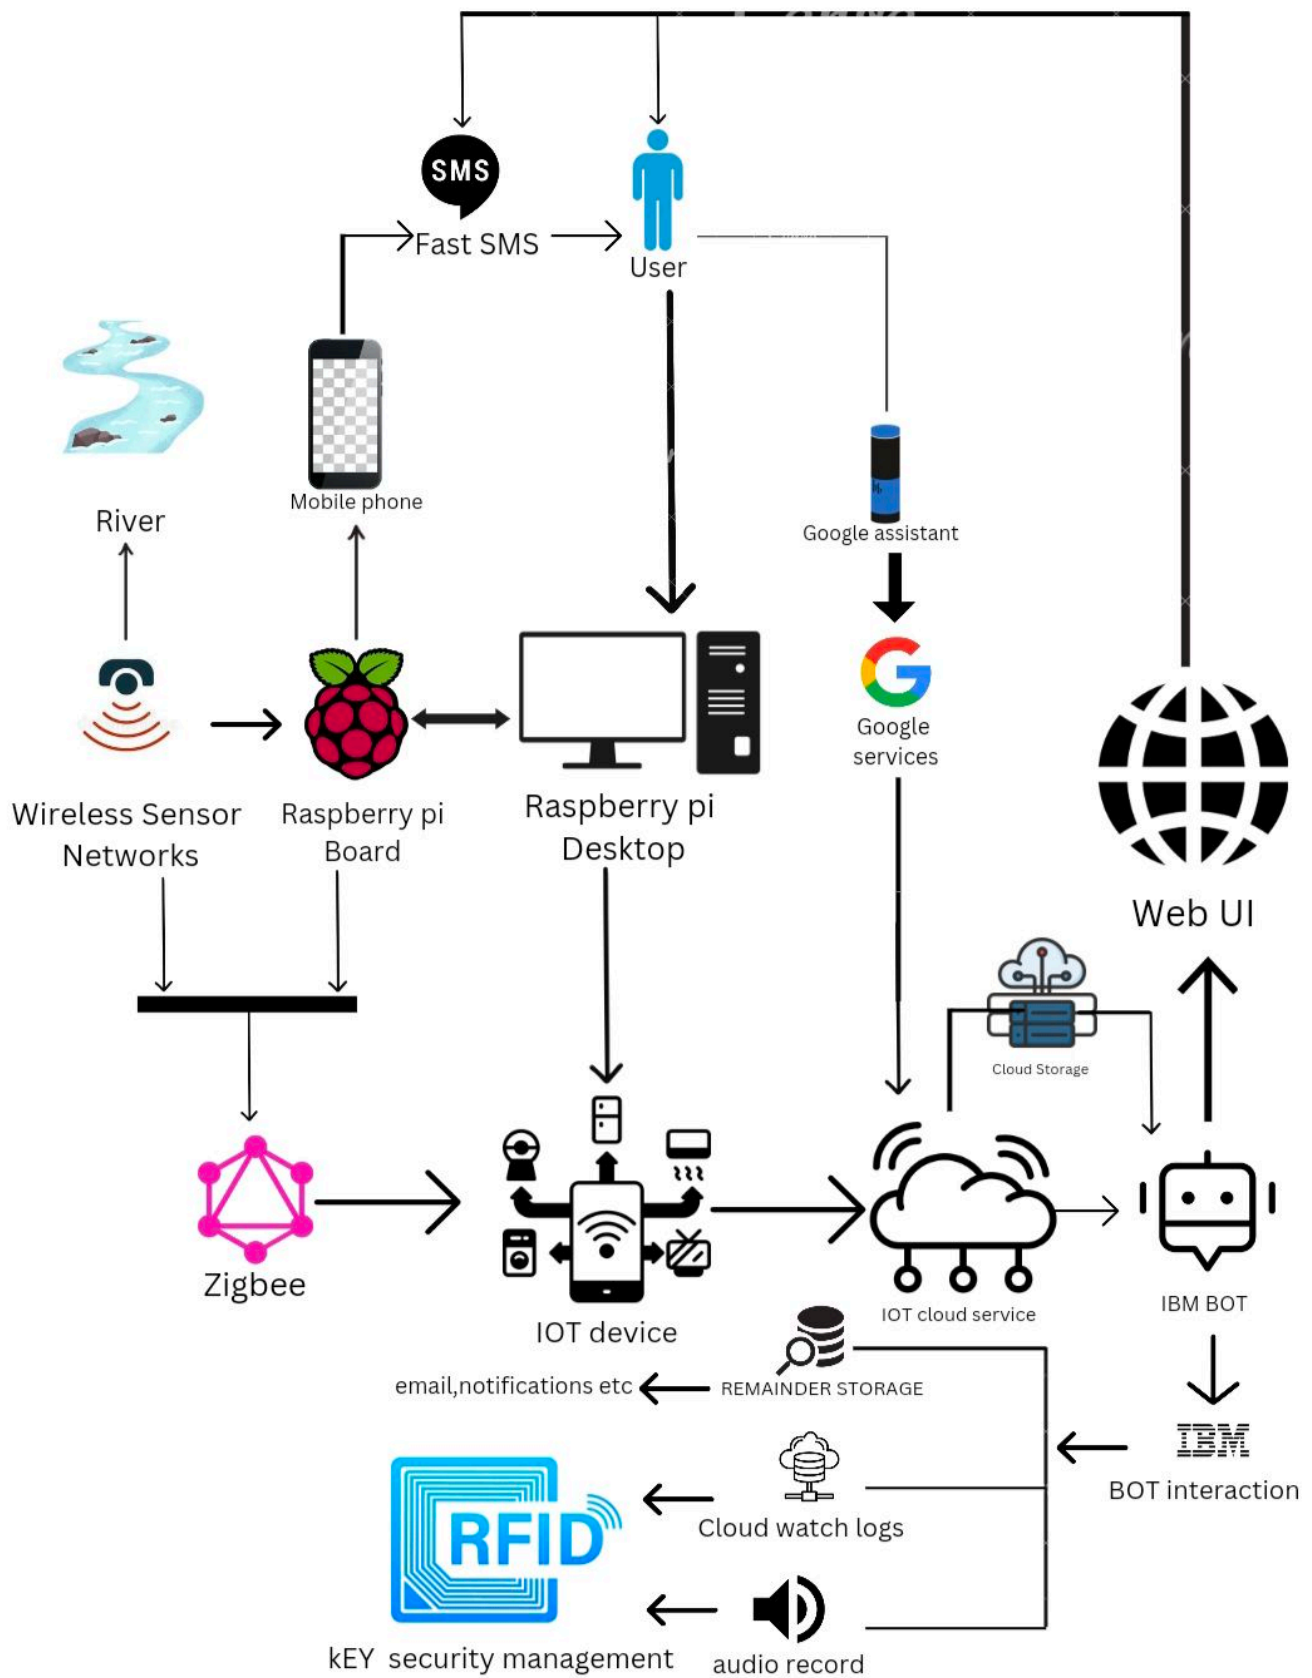 SMS
Fast SMS
User
Mobile phone
River
Google assistant
Google
services
Wireless Sensor
Networks
Raspberry pi
Board
Raspberry pi
Desktop
Web UI
Cloud Storage
Zigbee
IOT device
IOT cloud service
IBM BOT
email,notifications etc
REMAINDER STORAGE
IBM
BOT interaction
RFID
Cloud watch logs
kEY security management
audio record